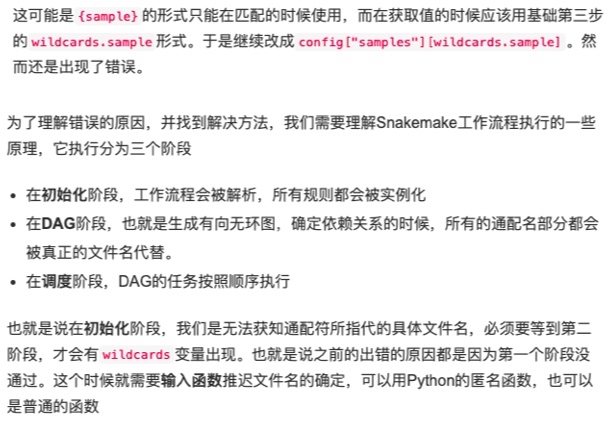 这可能是 {sample} 的形式只能在匹配的时候使用，而在获取值的时候应该用基础第三步
的 wildcards.sample 形式。于是继续改成 config["samples"][wildcards.sample] 。然
而还是出现了错误。
为了理解错误的原因，并找到解决方法，我们需要理解Snakemake工作流程执行的一些
原理，它执行分为三个阶段
• 在初始化阶段，工作流程会被解析，所有规则都会被实例化
• 在DAG阶段，也就是生成有向无环图，确定依赖关系的时候，所有的通配名部分都会
被真正的文件名代替。
• 在调度阶段，DAG的任务按照顺序执行
也就是说在初始化阶段，我们是无法获知通配符所指代的具体文件名，必须要等到第二
阶段，才会有 wildcards 变量出现。也就是说之前的出错的原因都是因为第一个阶段没
通过。这个时候就需要输入函数推迟文件名的确定，可以用Python的匿名函数，也可以
是普通的函数